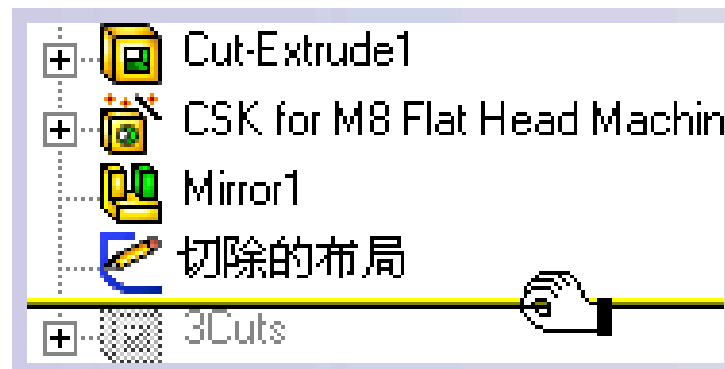 Cut-Extrude1
CSK for M8 Flat Head Machin
Mirror1
切除的布局
3Cuts